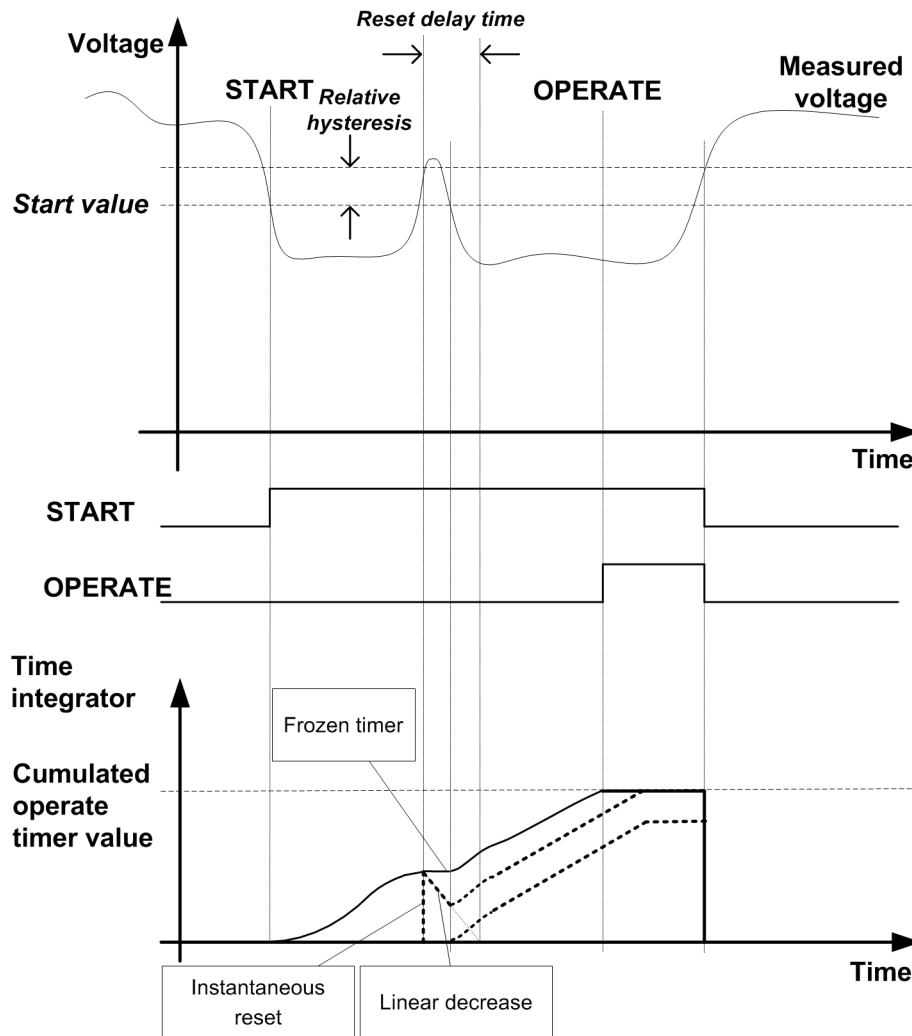 Reset delay time
Voltage
START
Relative
hysteresis
OPERATE
Measured
voltage
Start value
Time
START
OPERATE
Time
integrator
Frozen timer
Cumulated
operate
timer value
Time
Instantaneous
reset
Linear decrease